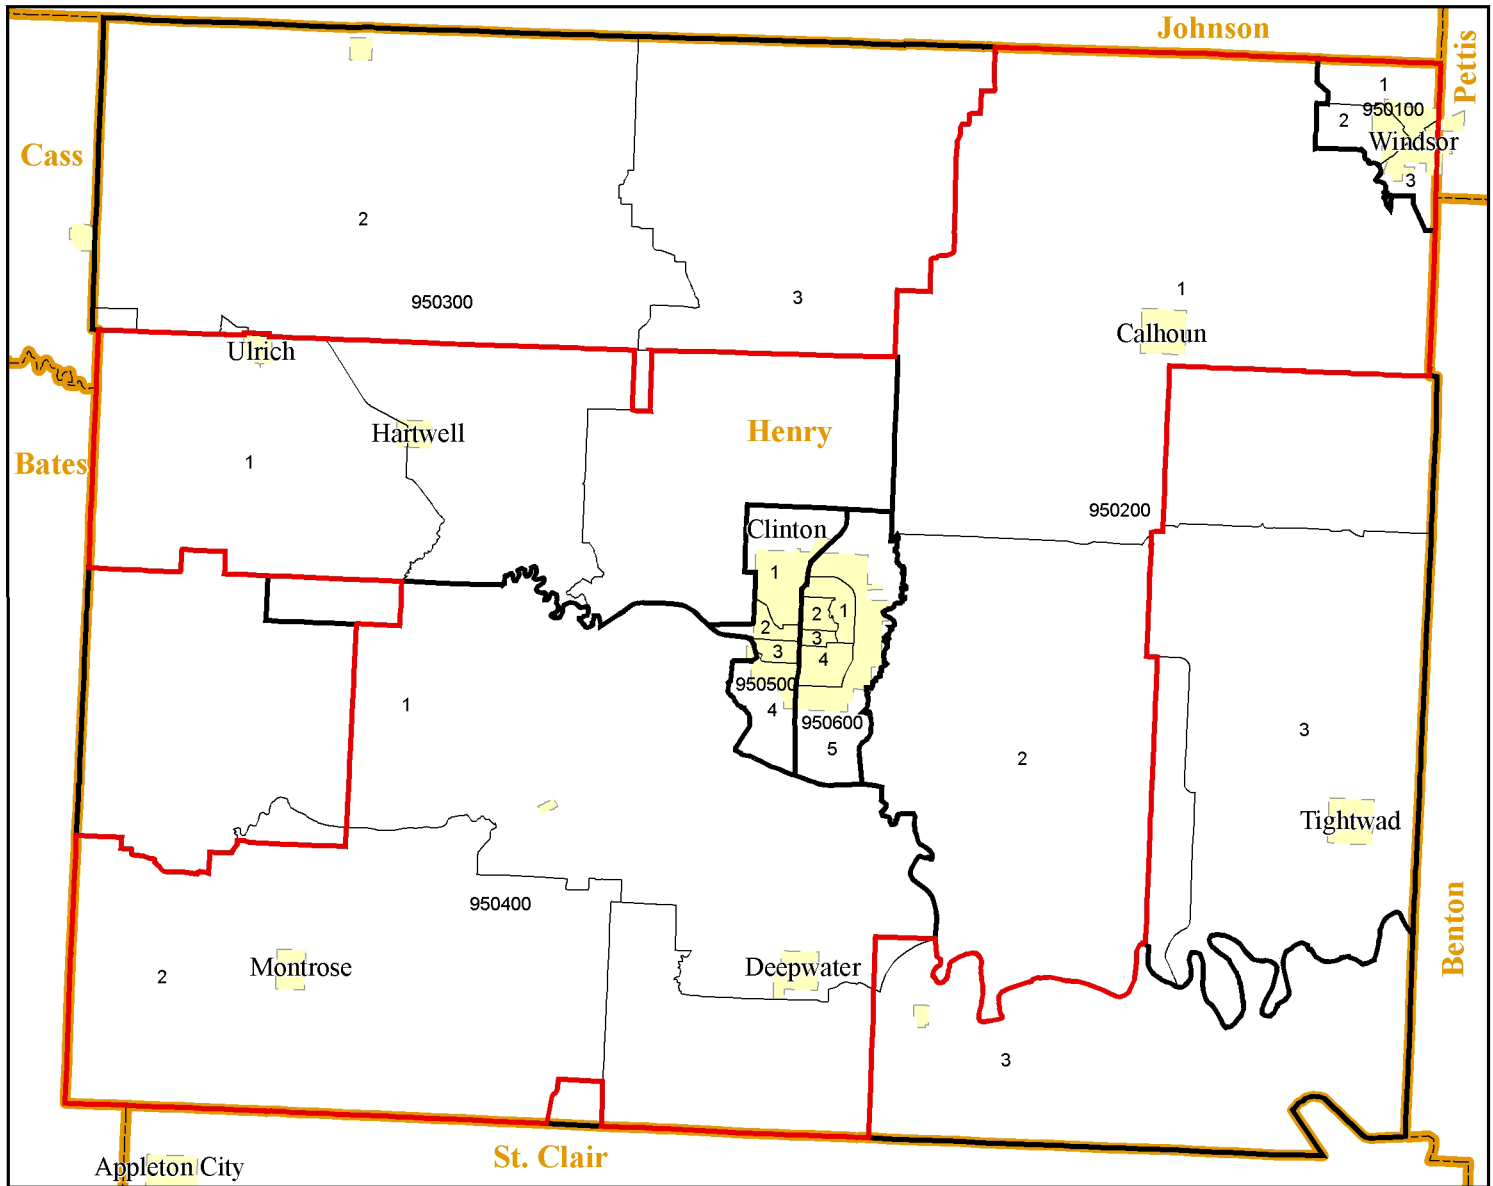 Johnson
Pettis
1
950100
2
Windsor
Cass
3
2
1
3
950300
Calhoun
Ulrich
Hartwell
Henry
Bates
1
950200
Clinton
1
2
1
2
3
3
4
950500
1
4
950600
3
5
2
Tightwad
950400
Benton
Montrose
Deepwater
2
3
St. Clair
Appleton City